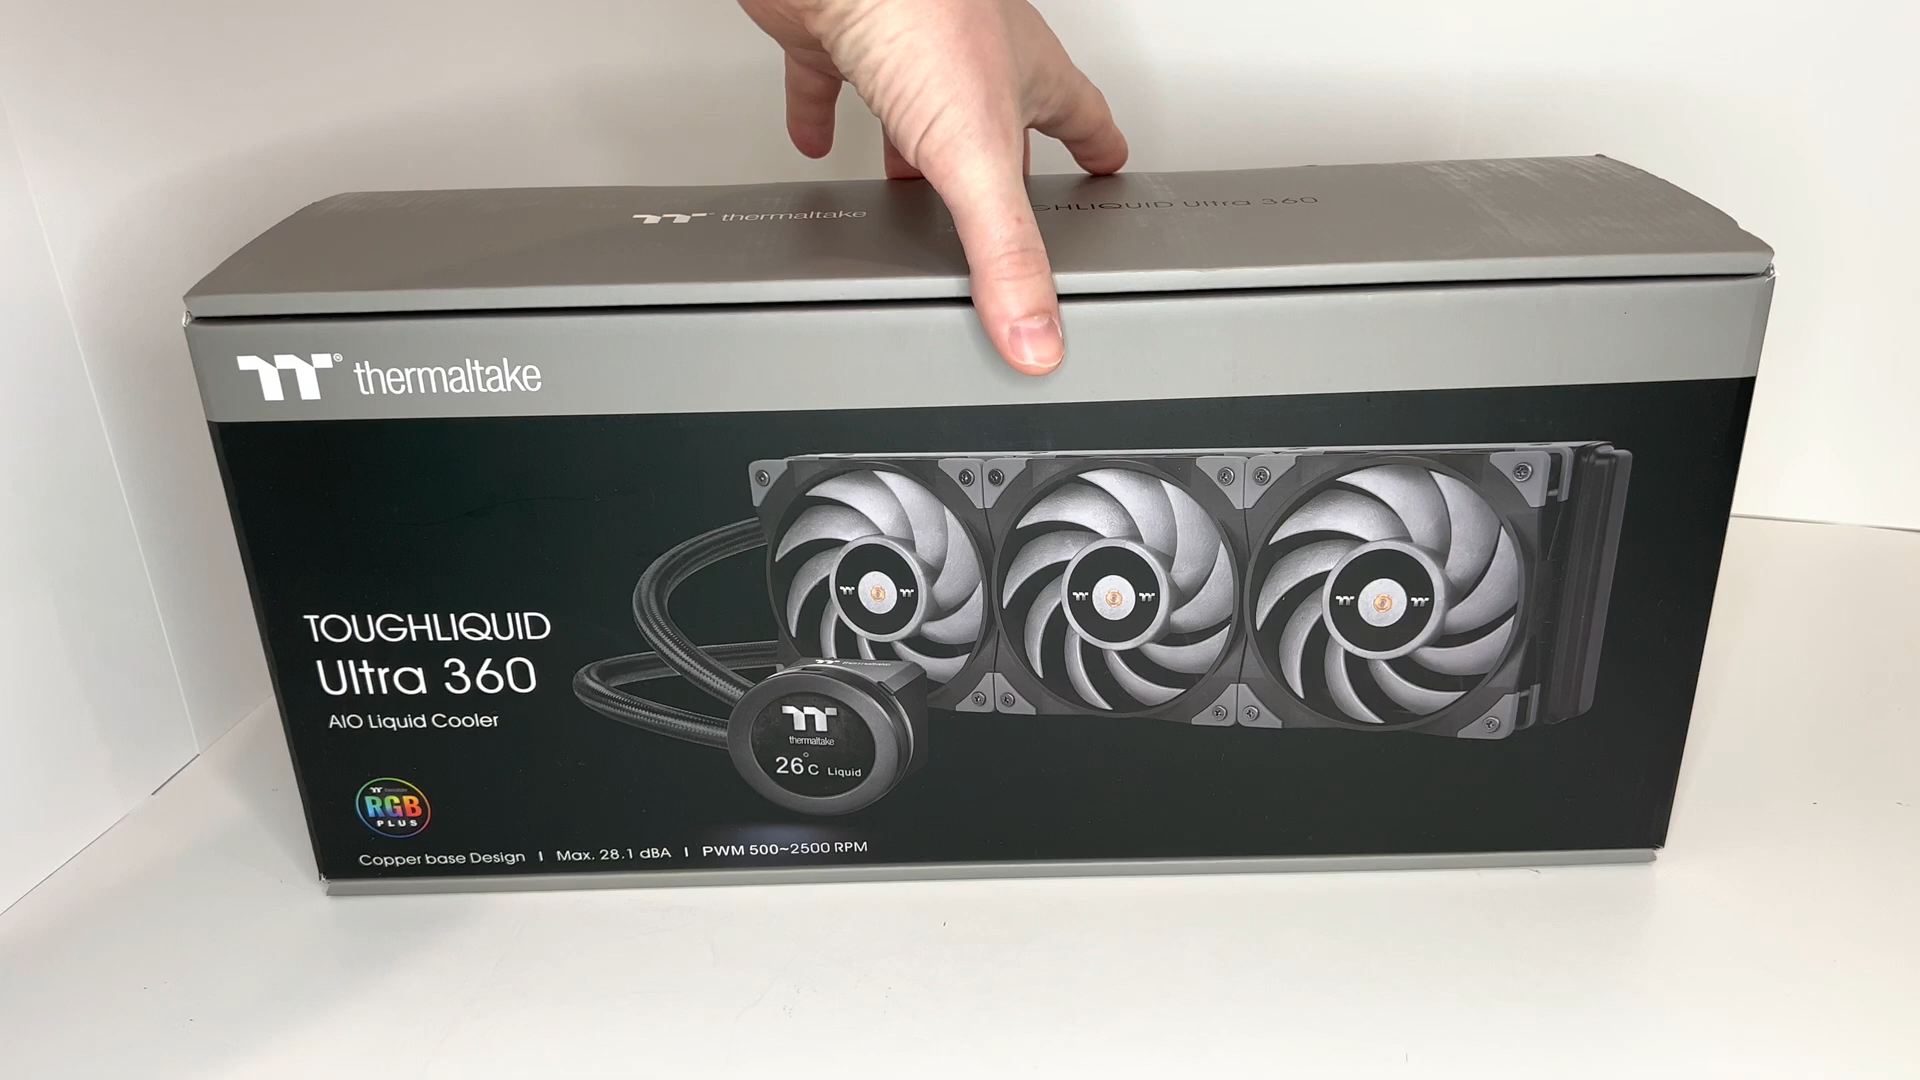 thermaltake
GHLIQUID Ultra 360
thermaltake
TOUGHLIQUID
Ultra 360
AIO Liquid Cooler
thermaltake
thermaltake
26°C Liquid
RGB
PLUS
Copper base Design | Max. 28.1 dBA | PWM 500~2500 RPM